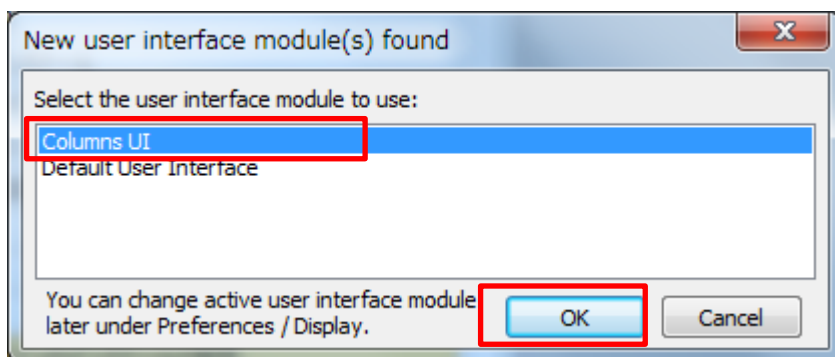 New user interface module(s) found
Select the user interface module to use:
Columns UI
Default User Interface
You can change active user interface module
later under Preferences / Display.
OK
Cancel